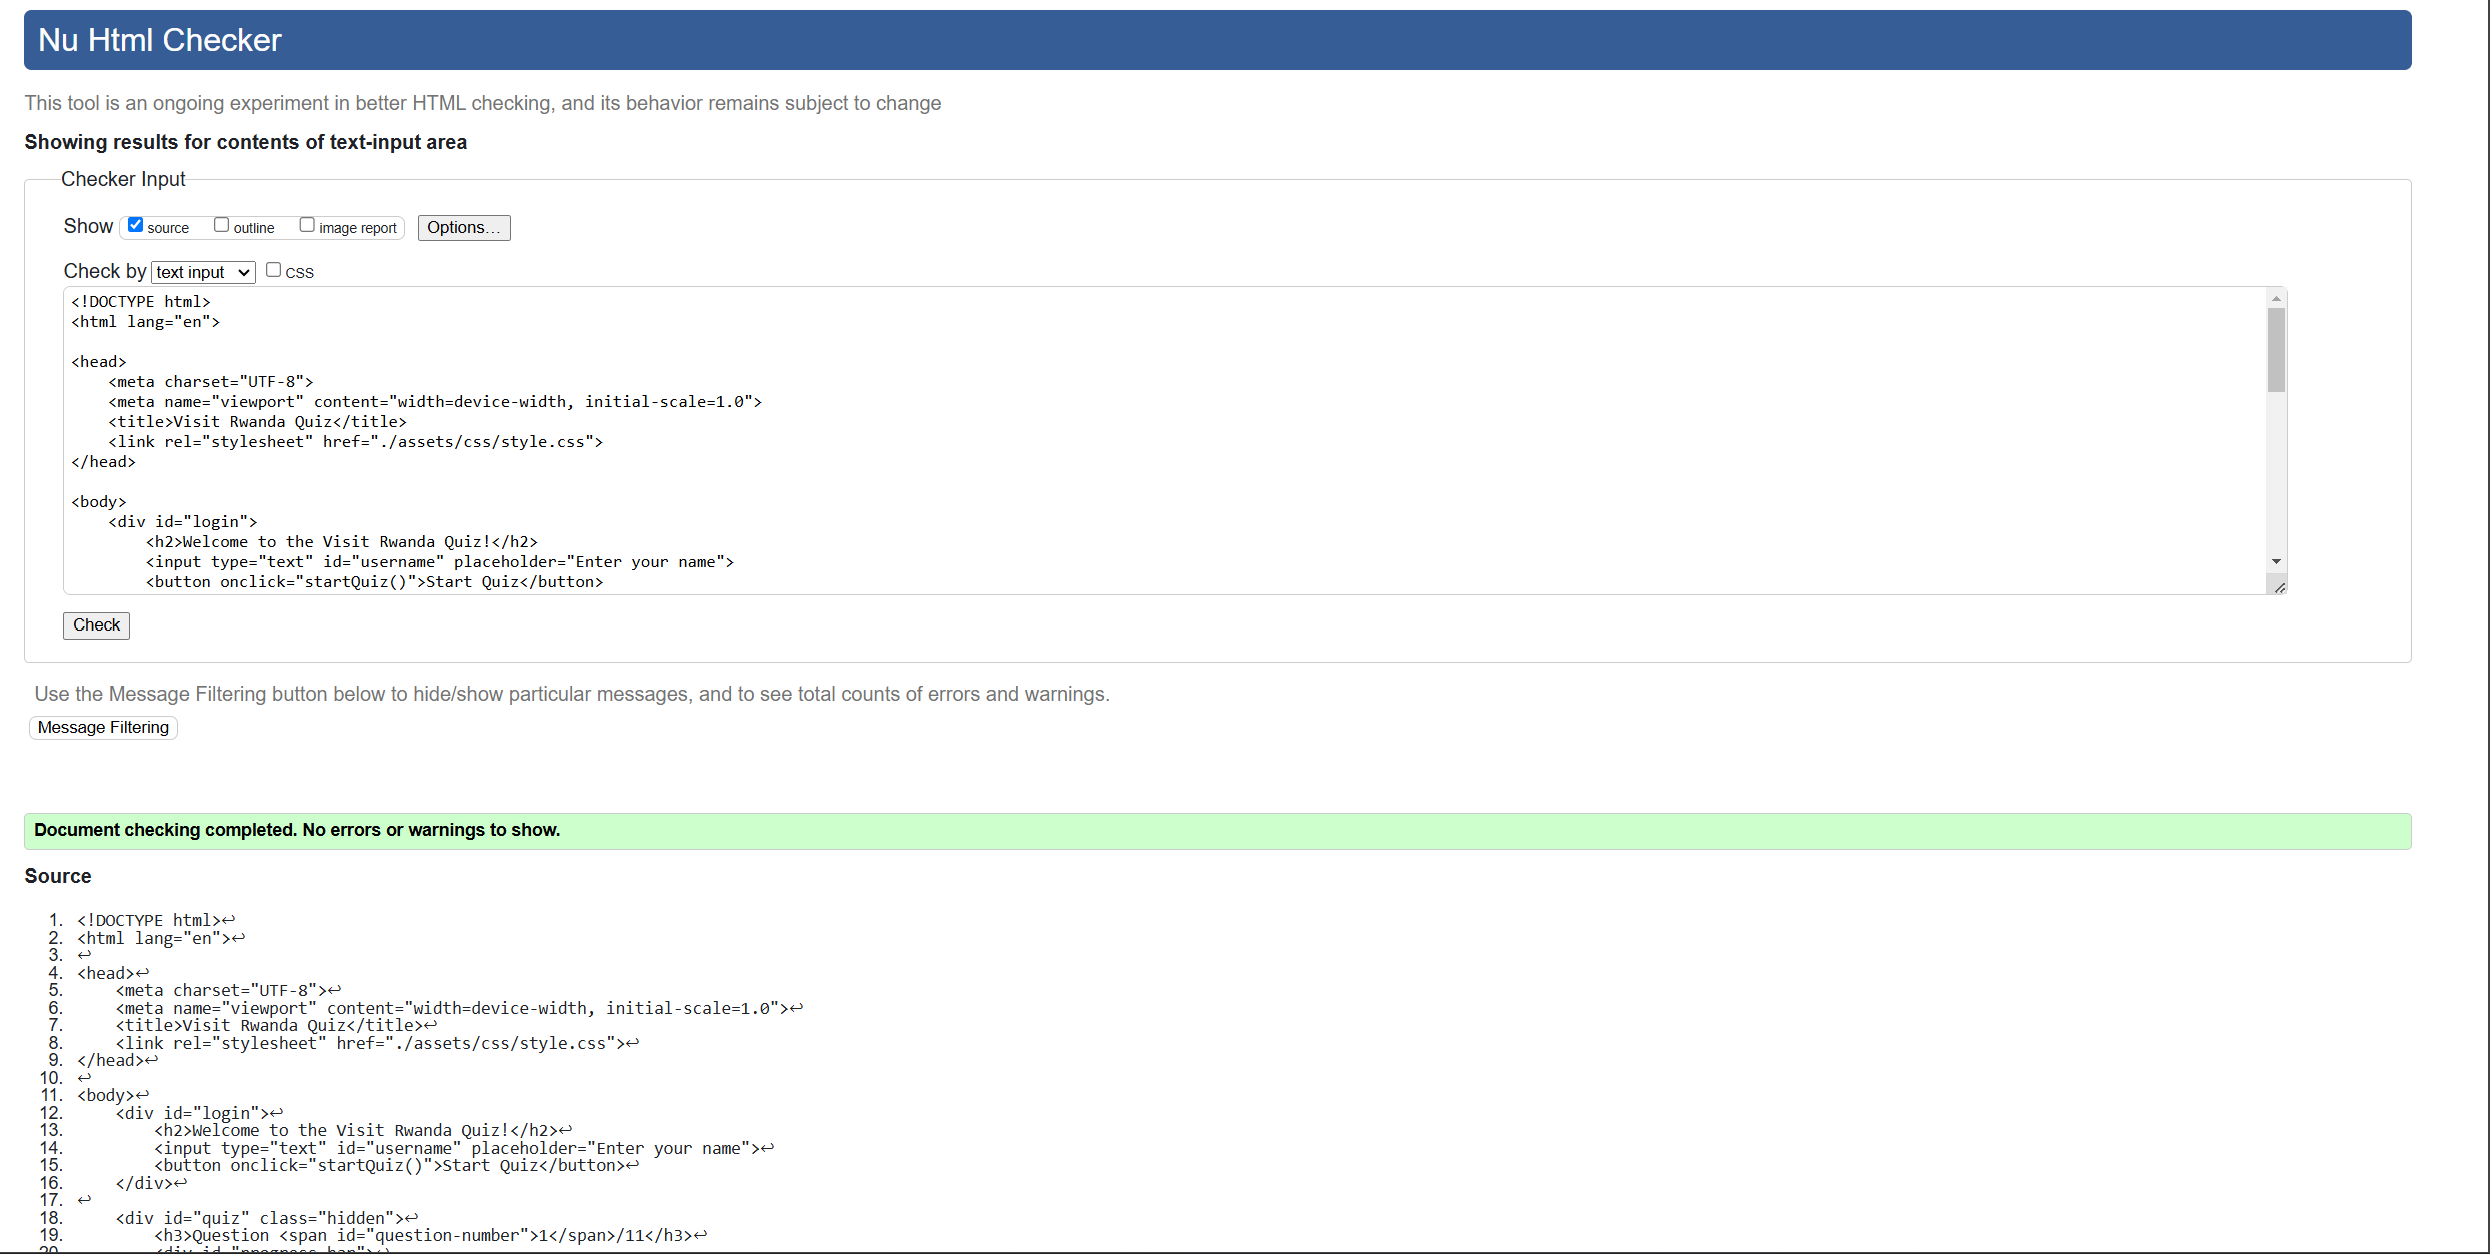 Nu Html Checker
This tool is an ongoing experiment in better HTML checking, and its behavior remains subject to change
Showing results for contents of text-input area
Checker Input
Show source outline image report Options...
Check by text input CSS
<!DOCTYPE html>
<html lang="en">
<head>
    <meta charset="UTF-8">
    <meta name="viewport" content="width=device-width, initial-scale=1.0">
    <title>Visit Rwanda Quiz</title>
    <link rel="stylesheet" href="./assets/css/style.css">
</head>
<body>
    <div id="login">
        <h2>Welcome to the Visit Rwanda Quiz!</h2>
        <input type="text" id="username" placeholder="Enter your name">
        <button onclick="startQuiz()">Start Quiz</button>
Check
Use the Message Filtering button below to hide/show particular messages, and to see total counts of errors and warnings.
Message Filtering
Document checking completed. No errors or warnings to show.
Source
1. <!DOCTYPE html>↩
2. <html lang="en">↩
3. ↩
4. <head>↩
5.     <meta charset="UTF-8">↩
6.     <meta name="viewport" content="width=device-width, initial-scale=1.0">↩
7.     <title>Visit Rwanda Quiz</title>↩
8.     <link rel="stylesheet" href="./assets/css/style.css">↩
9. </head>↩
10. ↩
11. <body>↩
12.     <div id="login">↩
13.         <h2>Welcome to the Visit Rwanda Quiz!</h2>↩
14.         <input type="text" id="username" placeholder="Enter your name">↩
15.         <button onclick="startQuiz()">Start Quiz</button>↩
16.     </div>↩
17. ↩
18.     <div id="quiz" class="hidden">↩
19.         <h3>Question <span id="question-number">1</span>/11</h3>↩
20.         <div id="progress-bar">↩